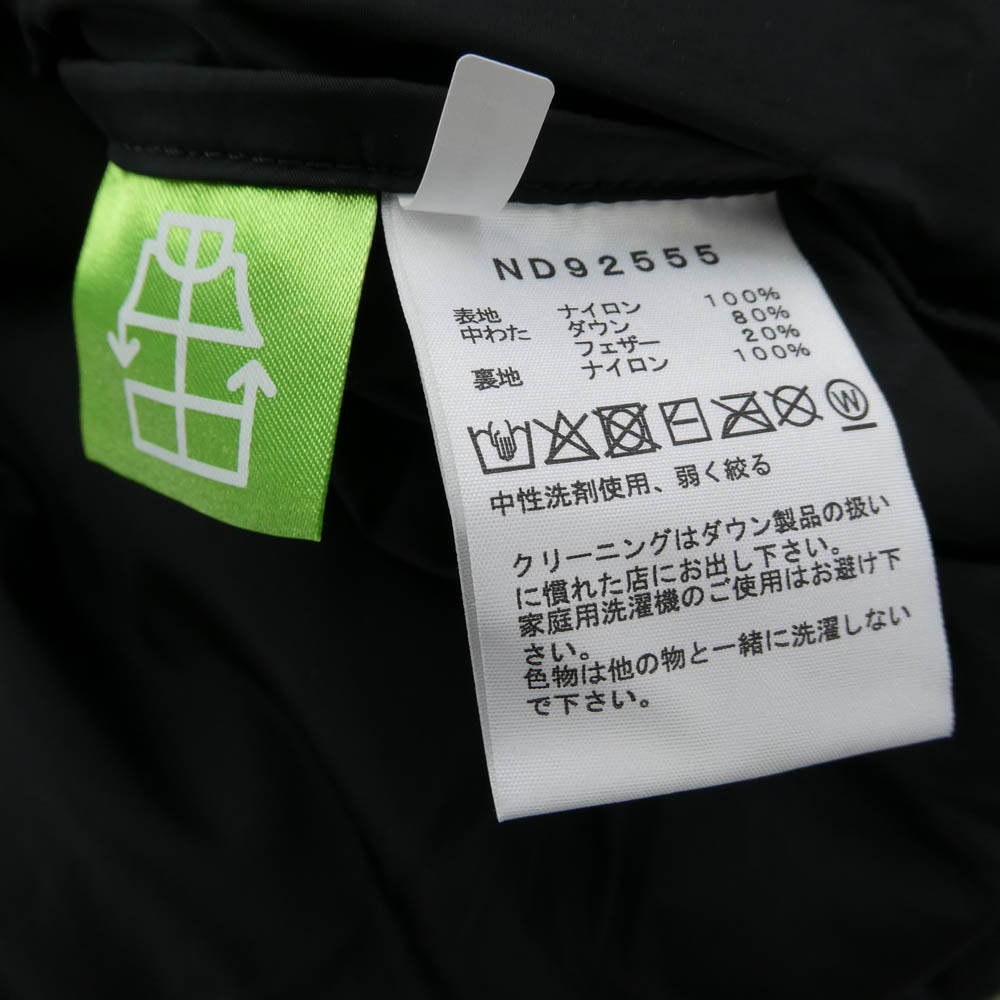 ND92555
表地 ナイロン 100%
中わた ダウン 80%
フェザー 20%
裏地 ナイロン 100%
W
中性洗剤使用、弱く絞る
クリーニングはダウン製品の扱い
に慣れた店にお出し下さい。
家庭用洗濯機のご使用はお避け下
さい。
色物は他の物と一緒に洗濯しない
で下さい。